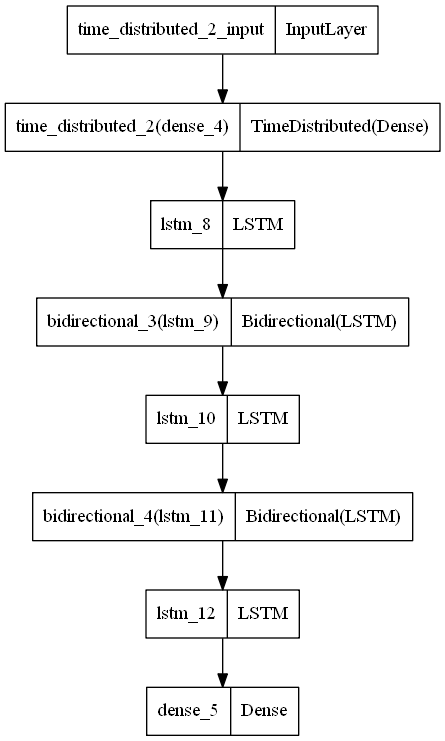 time_distributed_2_input InputLayer
time_distributed_2(dense_4) TimeDistributed(Dense)
lstm_8 LSTM
bidirectional_3(lstm_9) Bidirectional(LSTM)
lstm_10 LSTM
bidirectional_4(lstm_11) Bidirectional(LSTM)
lstm_12 LSTM
dense_5 Dense